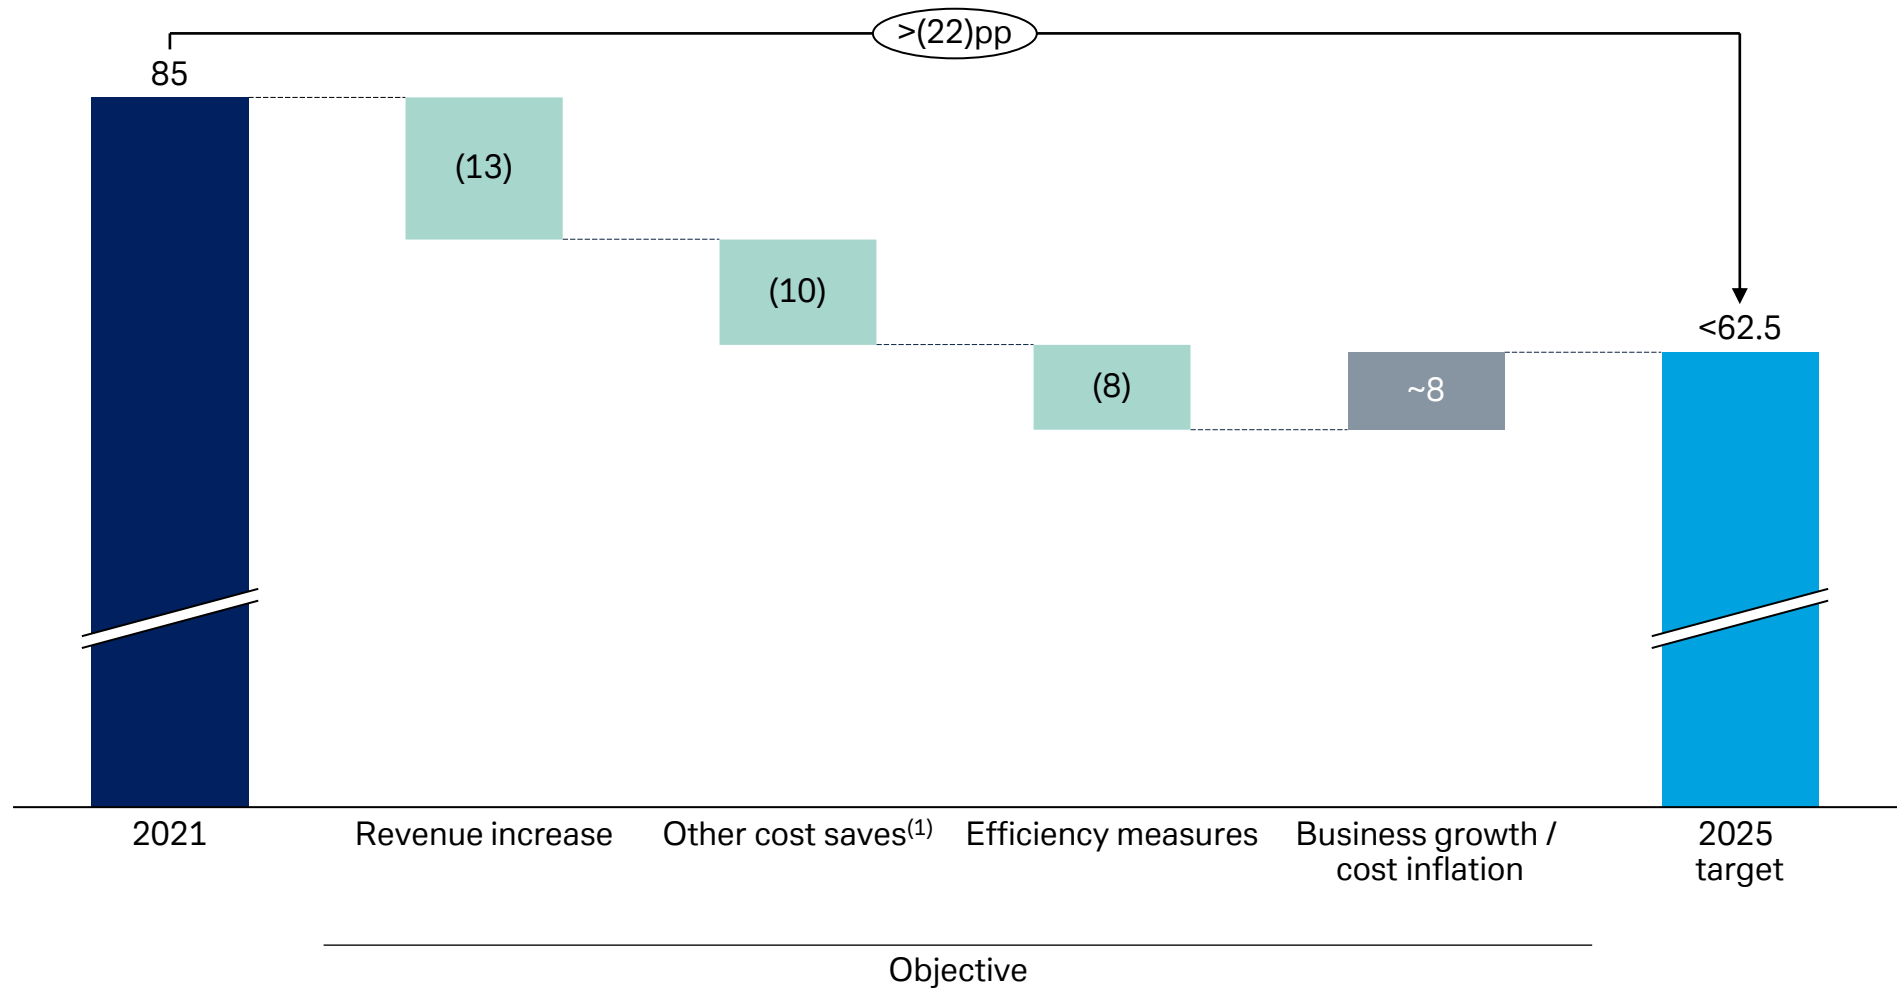 >(22)pp
85
(13)
(10)
(8)
~8
<62.5
2021
Revenue increase
Other cost saves(1)
Efficiency measures
Business growth /
cost inflation
2025
target
Objective